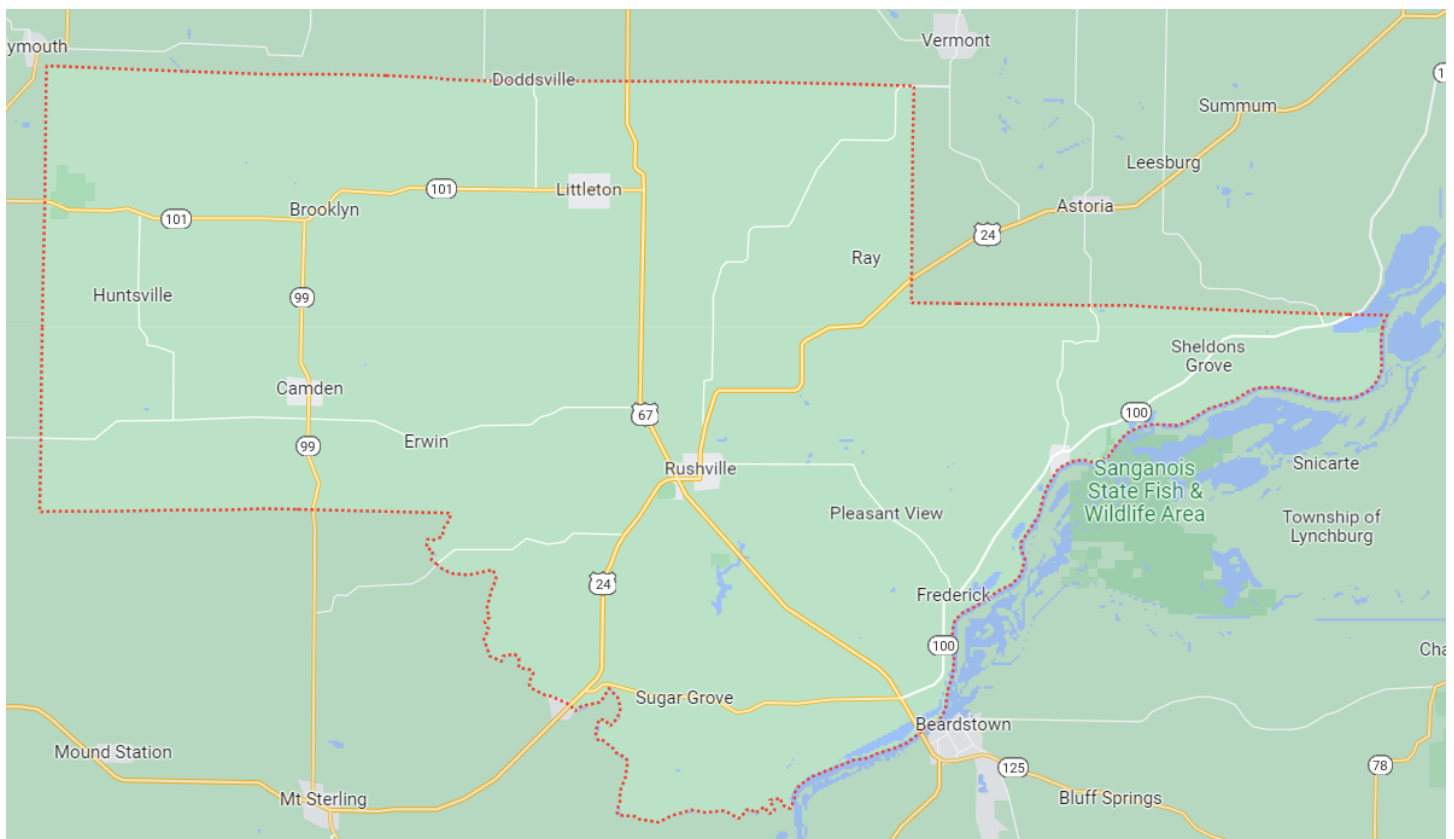 ymouth
Vermont
Doddsville
1
Summum
Leesburg
101
Littleton
Astoria
Brooklyn
101
24
Ray
Huntsville
99
Sheldons
Grove
Camden
67
100
Erwin
99
Rushville
Sanganois
State Fish &
Wildlife Area
Snicarte
Pleasant View
Township of
Lynchburg
24
Frederick
100
Cha
Sugar Grove
Beardstown
Mound Station
125
78
Mt Sterling
Bluff Springs